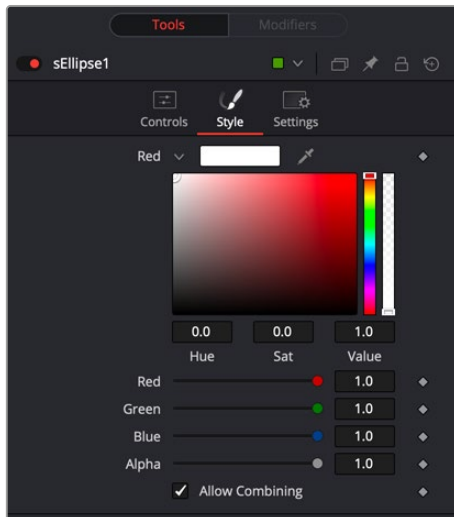 Tools Modifiers
sEllipse1
Controls Style Settings
Red
0.0 0.0 1.0
Hue Sat Value
Red 1.0
Green 1.0
Blue 1.0
Alpha 1.0
Allow Combining